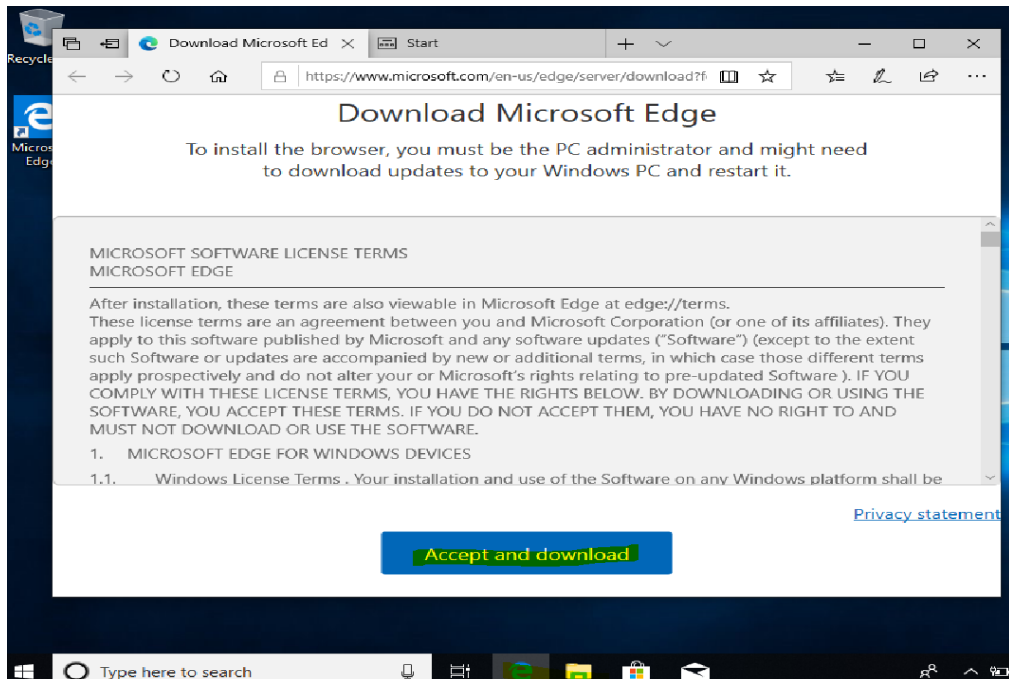 Recycle
Download Microsoft Ed
Start
https://www.microsoft.com/en-us/edge/server/download?f
Micros
Edge
Download Microsoft Edge
To install the browser, you must be the PC administrator and might need
to download updates to your Windows PC and restart it.
MICROSOFT SOFTWARE LICENSE TERMS
MICROSOFT EDGE
After installation, these terms are also viewable in Microsoft Edge at edge://terms.
These license terms are an agreement between you and Microsoft Corporation (or one of its affiliates). They
apply to this software published by Microsoft and any software updates (“Software”) (except to the extent
such Software or updates are accompanied by new or additional terms, in which case those different terms
apply prospectively and do not alter your or Microsoft’s rights relating to pre-updated Software ). IF YOU
COMPLY WITH THESE LICENSE TERMS, YOU HAVE THE RIGHTS BELOW. BY DOWNLOADING OR USING THE
SOFTWARE, YOU ACCEPT THESE TERMS. IF YOU DO NOT ACCEPT THEM, YOU HAVE NO RIGHT TO AND
MUST NOT DOWNLOAD OR USE THE SOFTWARE.
1. MICROSOFT EDGE FOR WINDOWS DEVICES
1.1. Windows License Terms . Your installation and use of the Software on any Windows platform shall be
Privacy statement
Accept and download
Type here to search